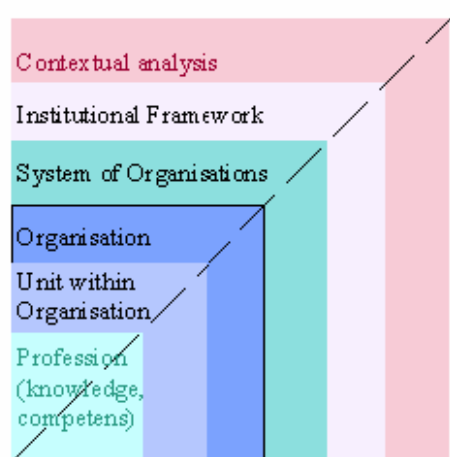 Contextual analysis
Institutional Framework
System of Organisations
Organisation
Unit within
Organisation
Profession
(knowledge,
competens)